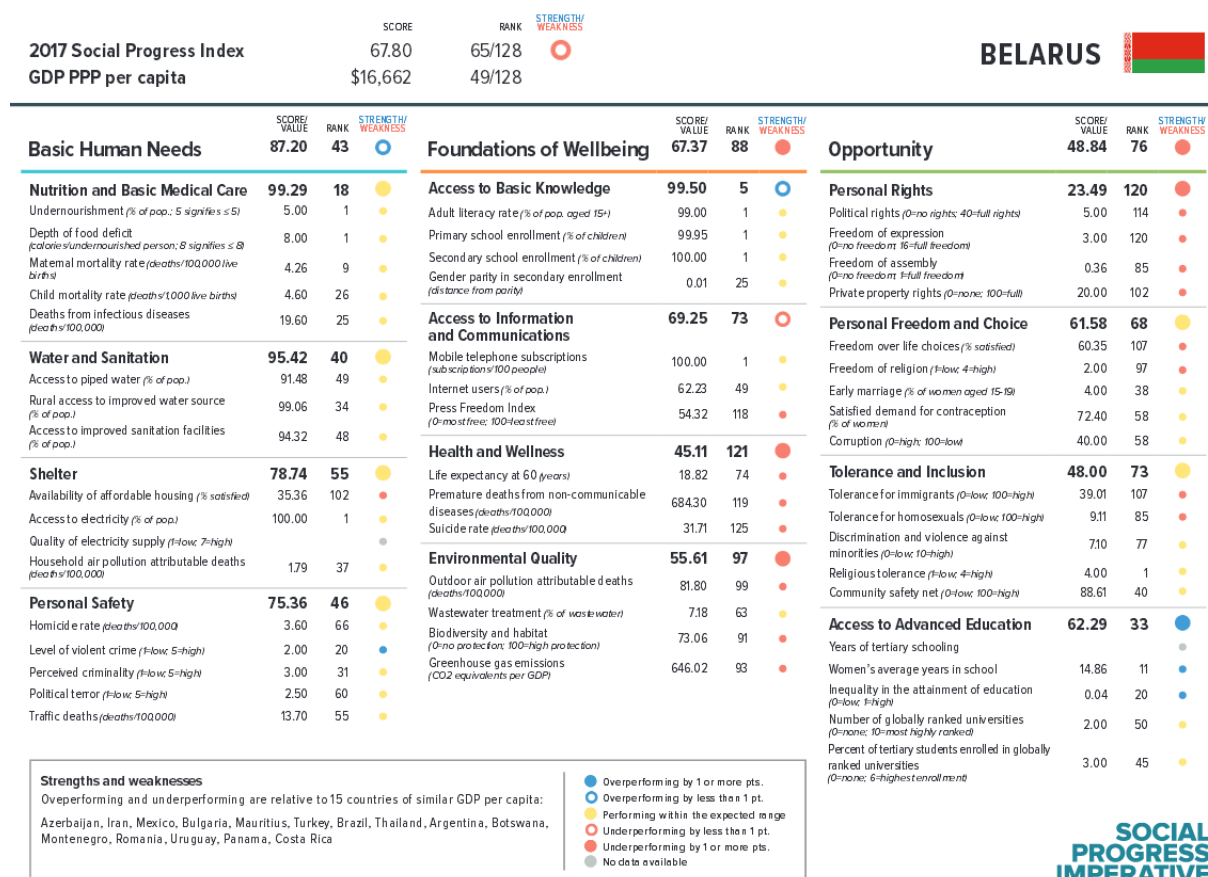 SCORE RANK STRENGTH/
WEAKNESS
2017 Social Progress Index 67.80 65/128
GDP PPP per capita $16,662 49/128
BELARUS
SCORE/
VALUE RANK STRENGTH/
WEAKNESS
Basic Human Needs 87.20 43
Nutrition and Basic Medical Care 99.29 18
Undernourishment (% of pop.; 5 signifies ≤ 5) 5.00 1
Depth of food deficit
(calories/undernourished person; 8 signifies ≤ 8) 8.00 1
Maternal mortality rate (deaths/100,000 live
births) 4.26 9
Child mortality rate (deaths/1,000 live births) 4.60 26
Deaths from infectious diseases
(deaths/100,000) 19.60 25
Water and Sanitation 95.42 40
Access to piped water (% of pop.) 91.48 49
Rural access to improved water source
(% of pop.) 99.06 34
Access to improved sanitation facilities
(% of pop.) 94.32 48
Shelter 78.74 55
Availability of affordable housing (% satisfied) 35.36 102
Access to electricity (% of pop.) 100.00 1
Quality of electricity supply (1=low; 7=high)
Household air pollution attributable deaths
(deaths/100,000) 1.79 37
Personal Safety 75.36 46
Homicide rate (deaths/100,000) 3.60 66
Level of violent crime (1=low; 5=high) 2.00 20
Perceived criminality (1=low; 5=high) 3.00 31
Political terror (1=low; 5=high) 2.50 60
Traffic deaths (deaths/100,000) 13.70 55
SCORE/
VALUE RANK STRENGTH/
WEAKNESS
Foundations of Wellbeing 67.37 88
Access to Basic Knowledge 99.50 5
Adult literacy rate (% of pop. aged 15+) 99.00 1
Primary school enrollment (% of children) 99.95 1
Secondary school enrollment (% of children) 100.00 1
Gender parity in secondary enrollment
(distance from parity) 0.01 25
Access to Information
and Communications 69.25 73
Mobile telephone subscriptions
(subscriptions/100 people) 100.00 1
Internet users (% of pop.) 62.23 49
Press Freedom Index
(0=most free; 100=least free) 54.32 118
Health and Wellness 45.11 121
Life expectancy at 60 (years) 18.82 74
Premature deaths from non-communicable
diseases (deaths/100,000) 684.30 119
Suicide rate (deaths/100,000) 31.71 125
Environmental Quality 55.61 97
Outdoor air pollution attributable deaths
(deaths/100,000) 81.80 99
Wastewater treatment (% of wastewater) 7.18 63
Biodiversity and habitat
(0=no protection; 100=high protection) 73.06 91
Greenhouse gas emissions
(CO2 equivalents per GDP) 646.02 93
SCORE/
VALUE RANK STRENGTH/
WEAKNESS
Opportunity 48.84 76
Personal Rights 23.49 120
Political rights (0=no rights; 40=full rights) 5.00 114
Freedom of expression
(0=no freedom; 16=full freedom) 3.00 120
Freedom of assembly
(0=no freedom; 1=full freedom) 0.36 85
Private property rights (0=none; 100=full) 20.00 102
Personal Freedom and Choice 61.58 68
Freedom over life choices (% satisfied) 60.35 107
Freedom of religion (1=low; 4=high) 2.00 97
Early marriage (% of women aged 15-19) 4.00 38
Satisfied demand for contraception
(% of women) 72.40 58
Corruption (0=high; 100=low) 40.00 58
Tolerance and Inclusion 48.00 73
Tolerance for immigrants (0=low; 100=high) 39.01 107
Tolerance for homosexuals (0=low; 100=high) 9.11 85
Discrimination and violence against
minorities (0=low; 10=high) 7.10 77
Religious tolerance (1=low; 4=high) 4.00 1
Community safety net (0=low; 100=high) 88.61 40
Access to Advanced Education 62.29 33
Years of tertiary schooling
Women's average years in school 14.86 11
Inequality in the attainment of education
(0=low; 1=high) 0.04 20
Number of globally ranked universities
(0=none; 10=most highly ranked) 2.00 50
Percent of tertiary students enrolled in globally
ranked universities
(0=none; 6=highest enrollment) 3.00 45
Strengths and weaknesses
Oveperforming and underperforming are relative to 15 countries of similar GDP per capita:
Azerbaijan, Iran, Mexico, Bulgaria, Mauritius, Turkey, Brazil, Thailand, Argentina, Botswana,
Montenegro, Romania, Uruguay, Panama, Costa Rica
Overperforming by 1 or more pts.
Overperforming by less than 1 pt.
Performing within the expected range
Underperforming by less than 1 pt.
Underperforming by 1 or more pts.
No data available
SOCIAL
PROGRESS
IMPERATIVE